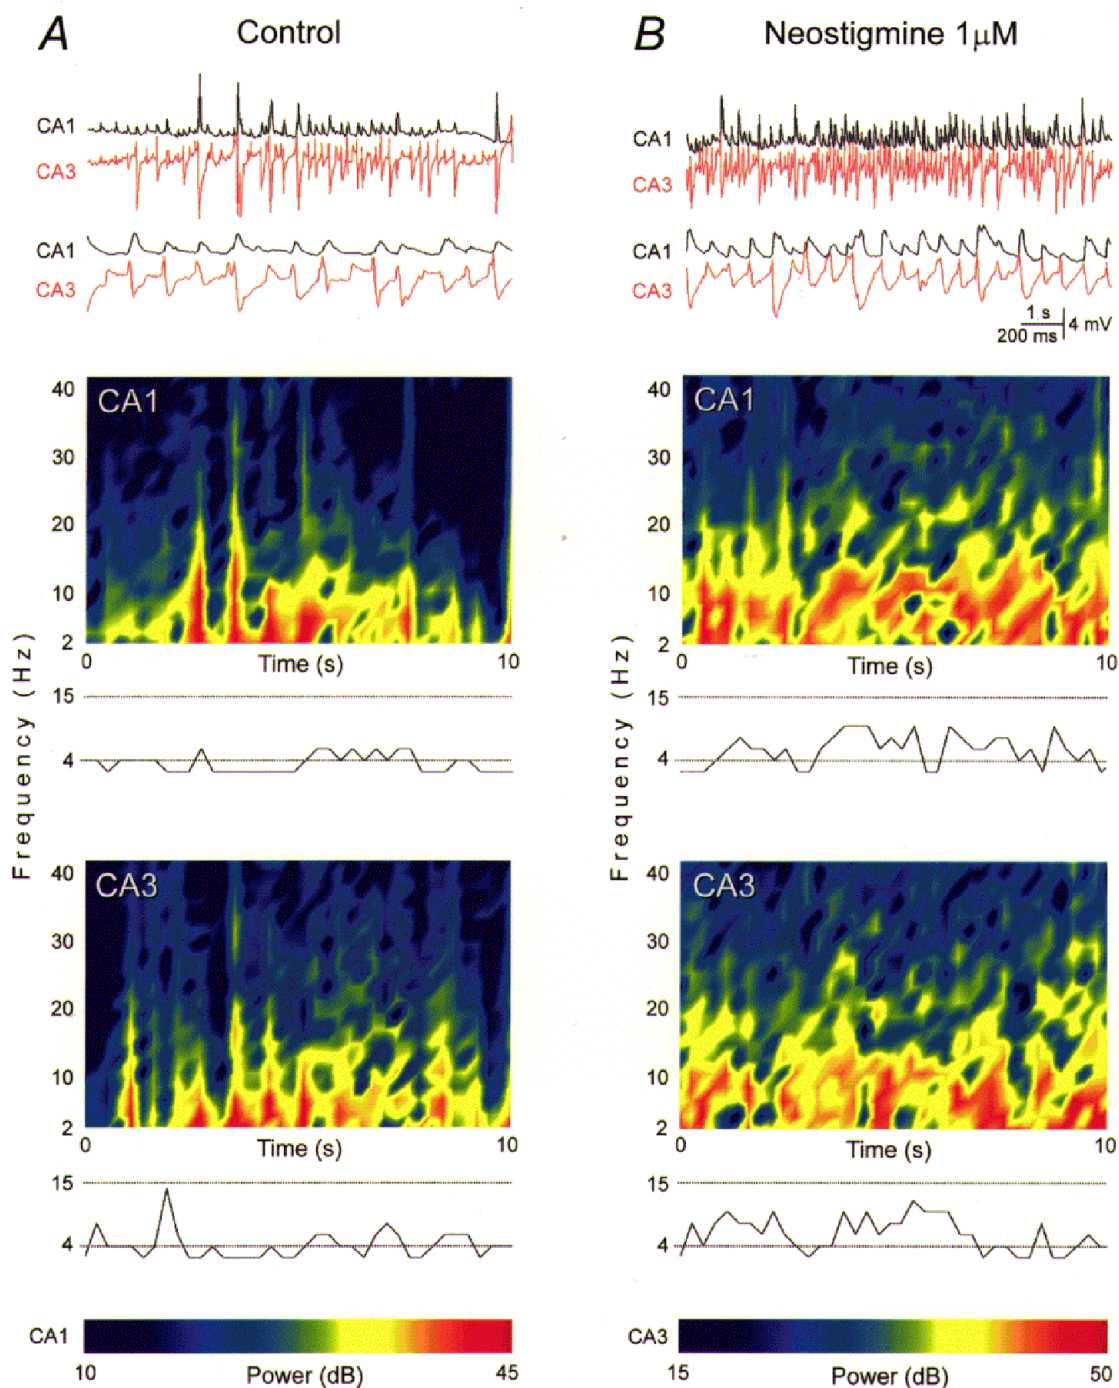 A Control
CA1
CA3
CA1
CA3
CA1
40
30
20
10
2
0 Time (s) 10
15
4
CA3
40
30
20
10
2
0 Time (s) 10
15
4
Frequency (Hz)
CA1
10 Power (dB) 45
B Neostigmine 1μM
CA1
CA3
CA1
CA3
1 s
200 ms 4 mV
CA1
40
30
20
10
2
0 Time (s) 10
15
4
CA3
40
30
20
10
2
0 Time (s) 10
15
4
Frequency (Hz)
CA3
15 Power (dB) 50